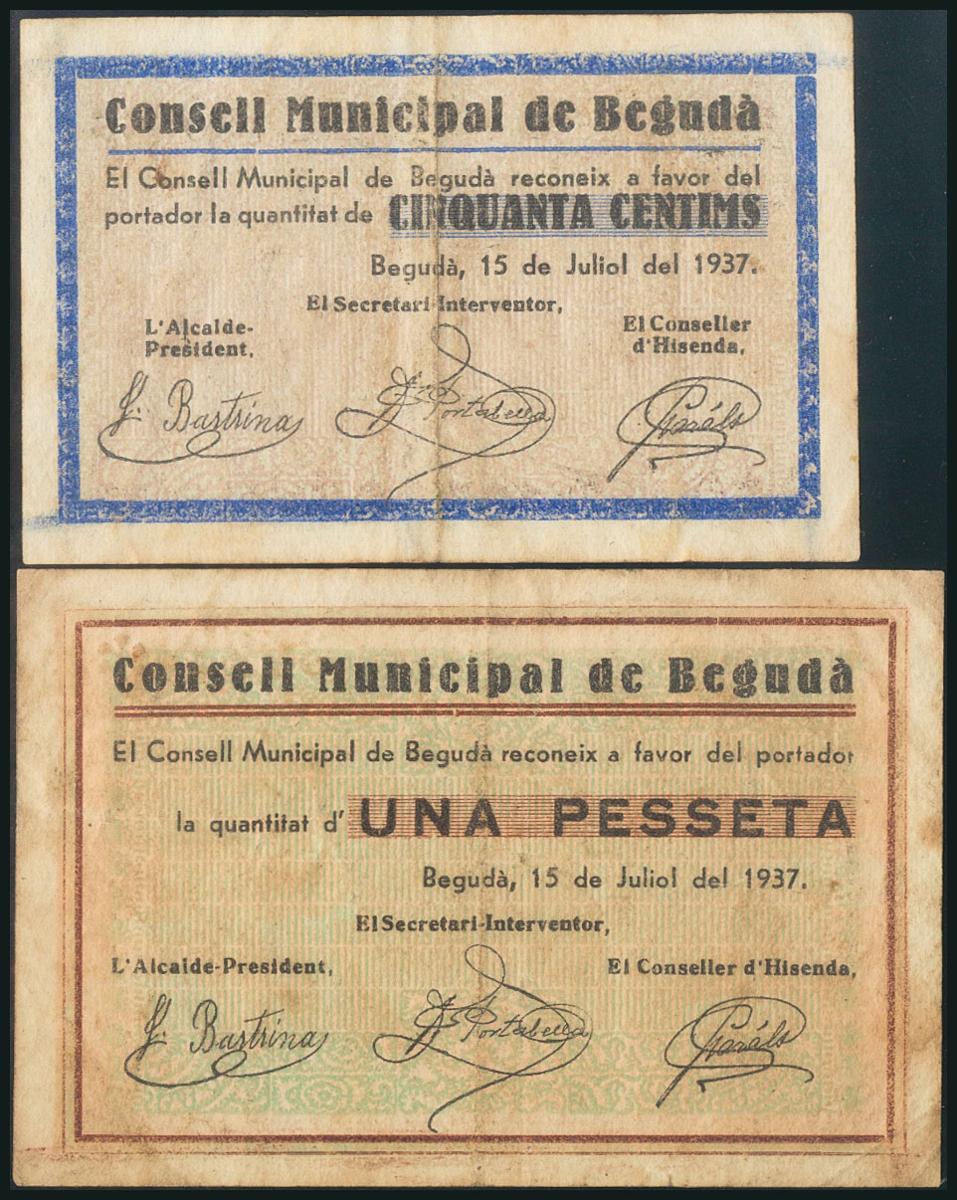 Consell Municipal de Begudà
El Consell Municipal de Begudà reconeix a favor del
portador la quantitat de CINQUANTA CENTIMS
Begudà, 15 de Juliol del 1937.
El Secretari-Interventor,
L'Alcalde-
President,
El Conseller
d'Hisenda,
Bastrina
Portabella
Consell Municipal de Begudà
El Consell Municipal de Begudà reconeix a favor del portador
la quantitat d' UNA PESSETA
Begudà, 15 de Juliol del 1937.
El Secretari-Interventor,
L'Alcalde-President,
El Conseller d'Hisenda,
Bastrina
Portabella